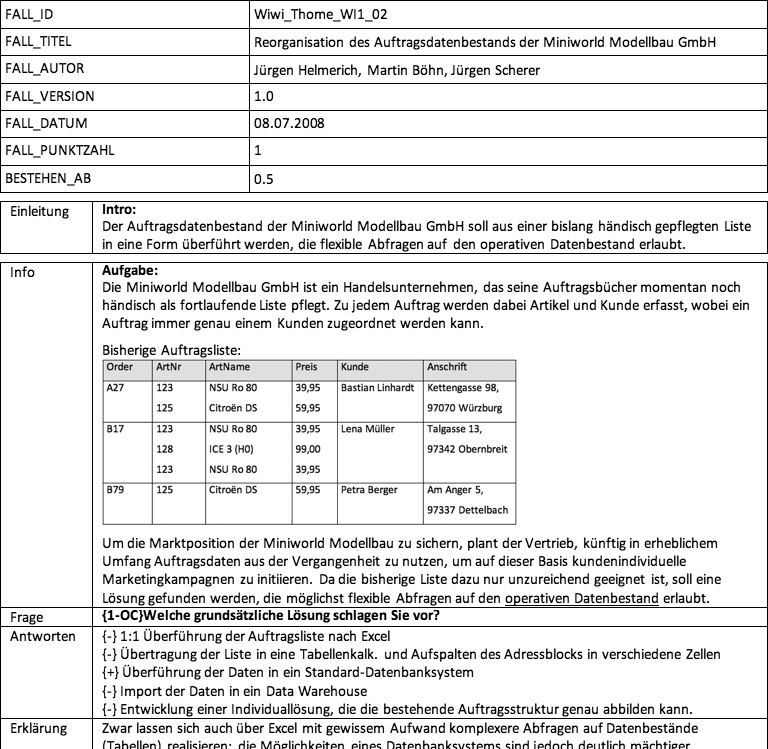 FALL_ID Wiwi_Thome_WI1_02
FALL_TITEL Reorganisation des Auftragsdatenbestands der Miniworld Modellbau GmbH
FALL_AUTOR Jürgen Helmerich, Martin Böhn, Jürgen Scherer
FALL_VERSION 1.0
FALL_DATUM 08.07.2008
FALL_PUNKTZAHL 1
BESTEHEN_AB 0.5
Einleitung Intro:
Der Auftragsdatenbestand der Miniworld Modellbau GmbH soll aus einer bislang händisch gepflegten Liste
in eine Form überführt werden, die flexible Abfragen auf den operativen Datenbestand erlaubt.
Info Aufgabe:
Die Miniworld Modellbau GmbH ist ein Handelsunternehmen, das seine Auftragsbücher momentan noch
händisch als fortlaufende Liste pflegt. Zu jedem Auftrag werden dabei Artikel und Kunde erfasst, wobei ein
Auftrag immer genau einem Kunden zugeordnet werden kann.
Bisherige Auftragsliste:
Order ArtNr ArtName Preis Kunde Anschrift
A27 123 NSU Ro 80 39,95 Bastian Linhardt Kettengasse 98,
125 Citroën DS 59,95 97070 Würzburg
B17 123 NSU Ro 80 39,95 Lena Müller Talgasse 13,
128 ICE 3 (H0) 99,00 97342 Obernbreit
123 NSU Ro 80 39,95
B79 125 Citroën DS 59,95 Petra Berger Am Anger 5,
97337 Dettelbach
Um die Marktposition der Miniworld Modellbau zu sichern, plant der Vertrieb, künftig in erheblichem
Umfang Auftragsdaten aus der Vergangenheit zu nutzen, um auf dieser Basis kundenindividuelle
Marketingkampagnen zu initiieren. Da die bisherige Liste dazu nur unzureichend geeignet ist, soll eine
Lösung gefunden werden, die möglichst flexible Abfragen auf den operativen Datenbestand erlaubt.
Frage {1-OC}Welche grundsätzliche Lösung schlagen Sie vor?
Antworten {-} 1:1 Überführung der Auftragsliste nach Excel
{-} Übertragung der Liste in eine Tabellenkalk. und Aufspalten des Adressblocks in verschiedene Zellen
{+} Überführung der Daten in ein Standard-Datenbanksystem
{-} Import der Daten in ein Data Warehouse
{-} Entwicklung einer Individuallösung, die die bestehende Auftragsstruktur genau abbilden kann.
Erklärung Zwar lassen sich auch über Excel mit gewissem Aufwand komplexere Abfragen auf Datenbestände
(Tabellen) realisieren; die Möglichkeiten eines Datenbanksystems sind jedoch deutlich mächtiger